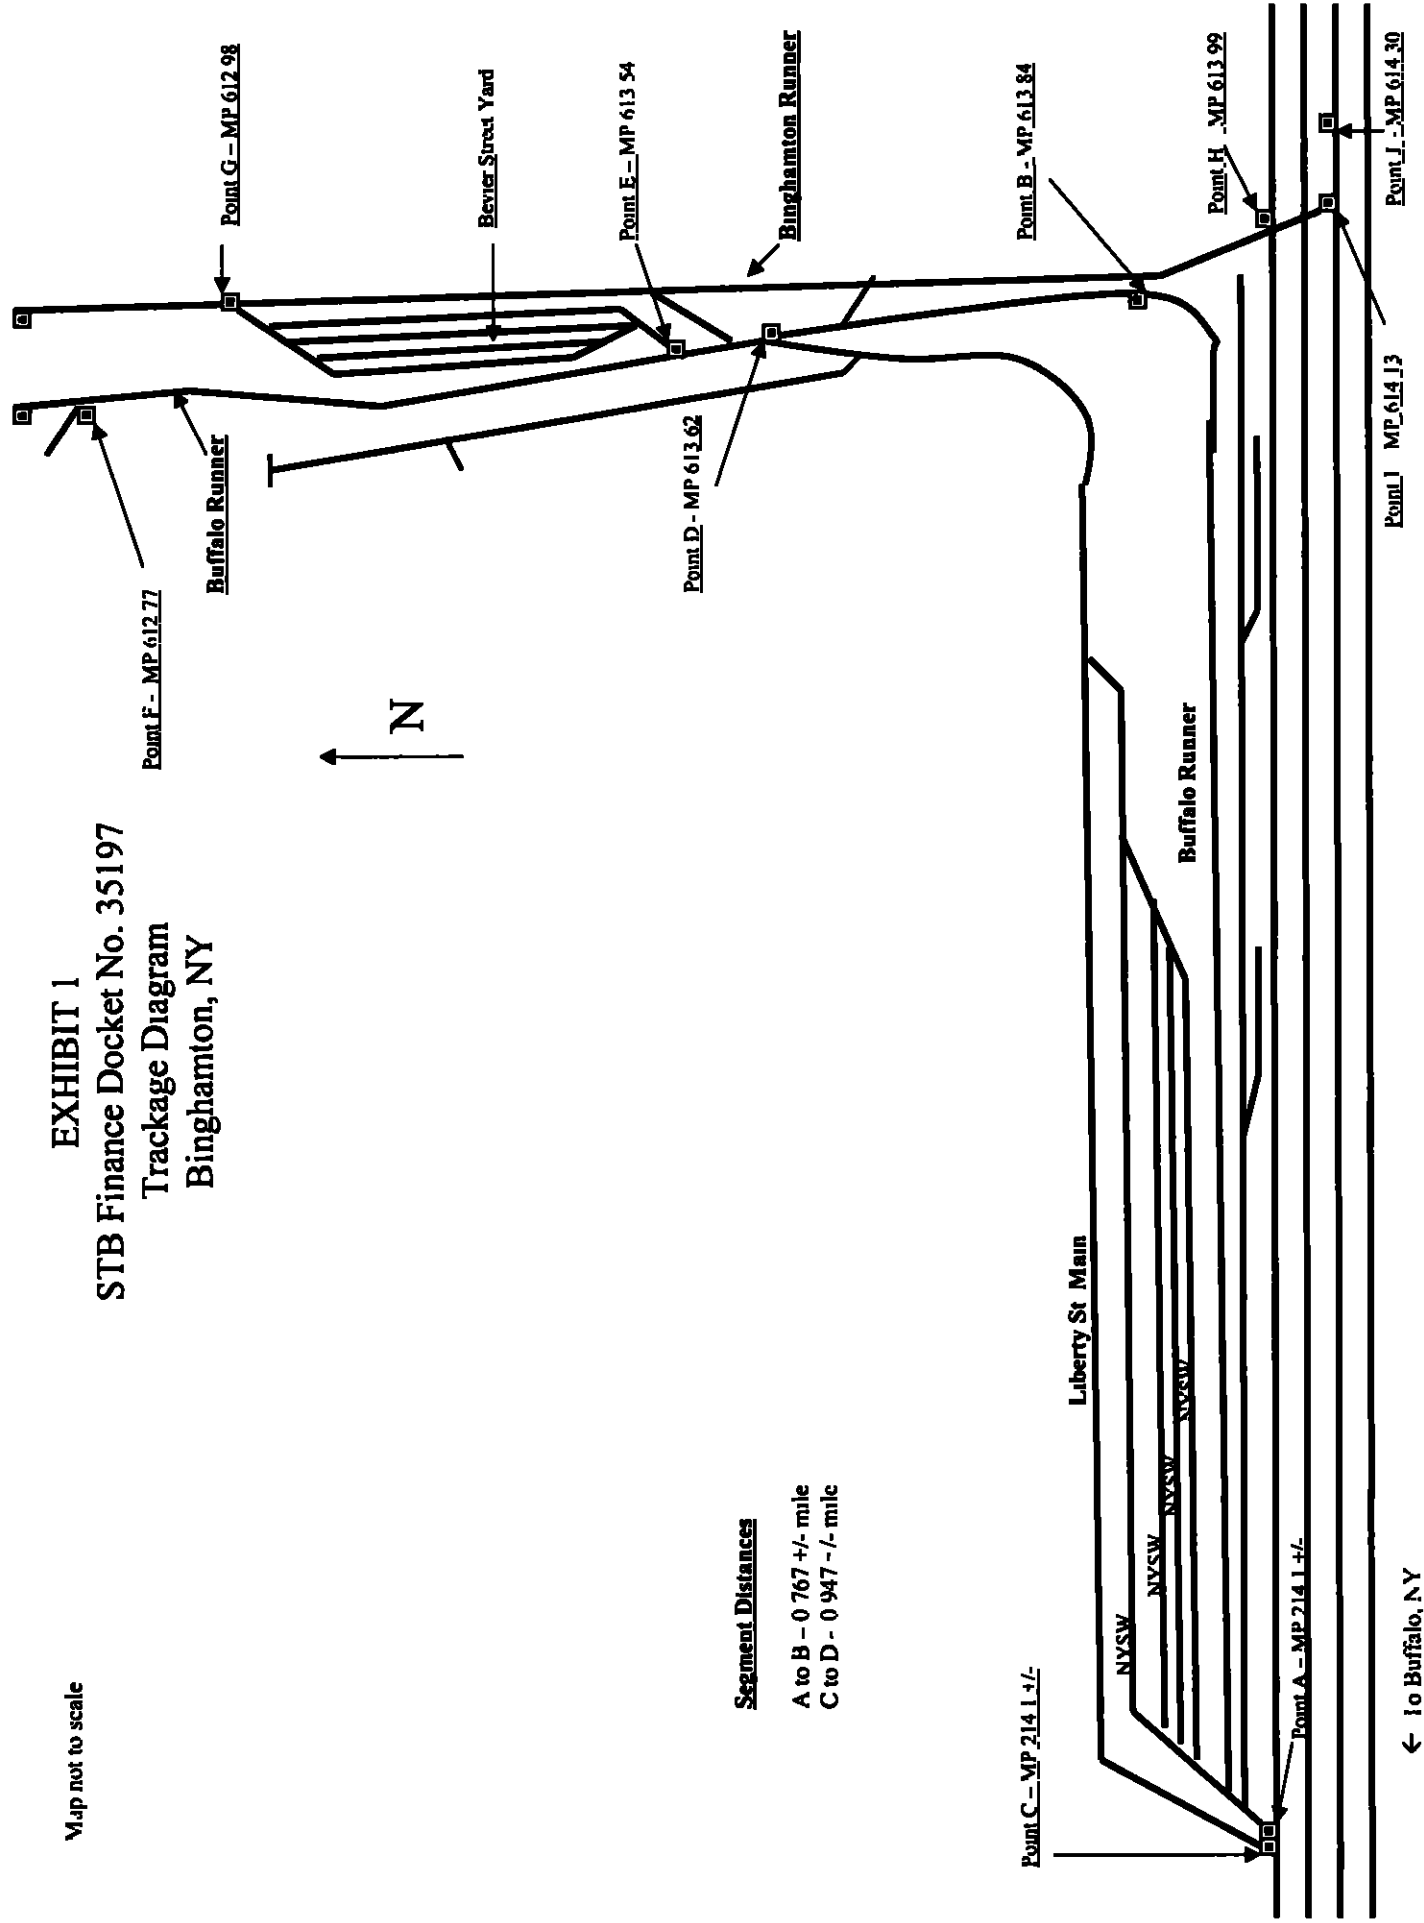 EXHIBIT 1
STB Finance Docket No. 35197
Trackage Diagram
Binghamton, NY
Map not to scale
Point F - MP 612 77
Buffalo Runner
Point G – MP 612 98
Bevier Street Yard
Point E – MP 613 54
Binghamton Runner
Point D - MP 613 62
N
Segment Distances
A to B – 0 767 +/- mile
C to D - 0 947 -/- mile
Point B - MP 613 84
Point H MP 613 99
Point J - MP 614 30
Point I MP 614 13
Buffalo Runner
Liberty St Main
NYSW
NYSW
NYSW
NYSW
Point C – MP 214 1 +/-
Point A – MP 214 1 +/-
← To Buffalo, NY